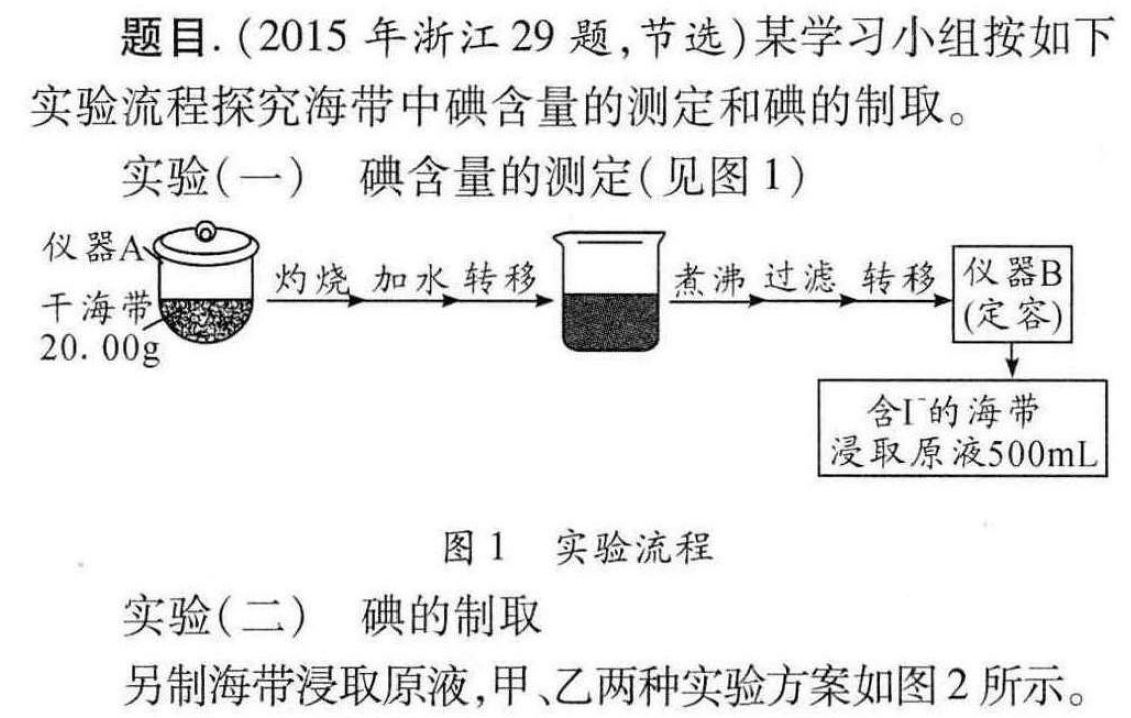 题目.(2015 年浙江 29 题,节选)某学习小组按如下
实验流程探究海带中碘含量的测定和碘的制取。
实验(一) 碘含量的测定(见图 1)
仪器A
干海带
20.00g
灼烧 加水 转移
煮沸 过滤 转移
仪器B
(定容)
含I⁻的海带
浸取原液500mL
图 1 实验流程
实验(二) 碘的制取
另制海带浸取原液,甲、乙两种实验方案如图 2 所示。